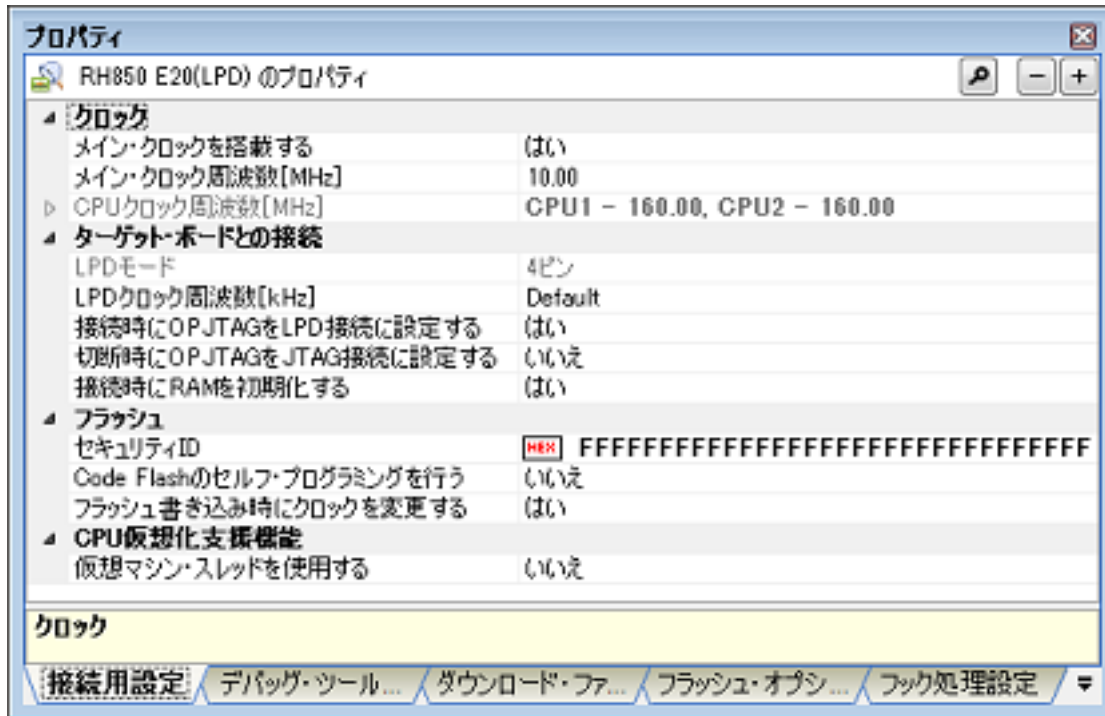 プロパティ
RH850 E20(LPD) のプロパティ
クロック
メイン・クロックを搭載する はい
メイン・クロック周波数[MHz] 10.00
CPUクロック周波数[MHz] CPU1 - 160.00, CPU2 - 160.00
ターゲット・ボードとの接続
LPDモード 4ピン
LPDクロック周波数[kHz] Default
接続時にOPJTAGをLPD接続に設定する はい
切断時にOPJTAGをJTAG接続に設定する いいえ
接続時にRAMを初期化する はい
フラッシュ
セキュリティID HEX FFFFFFFFFFFFFFFFFFFFFFFFFFFFFFFF
Code Flashのセルフ・プログラミングを行う いいえ
フラッシュ書き込み時にクロックを変更する はい
CPU仮想化支援機能
仮想マシン・スレッドを使用する いいえ
クロック
接続用設定 デバッグ・ツール... ダウンロード・ファ... フラッシュ・オプシ... フック処理設定